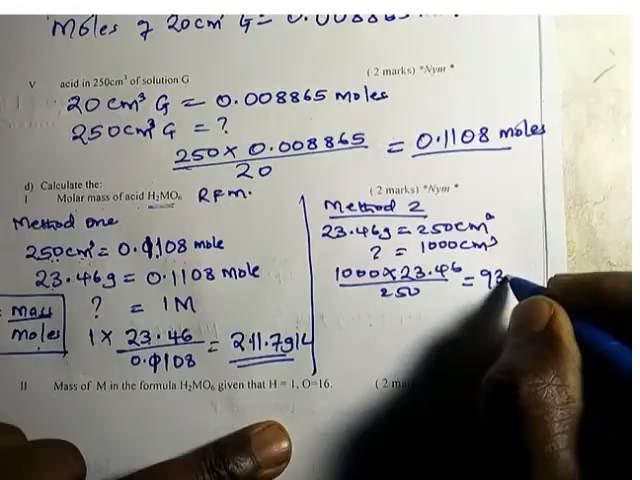 Moles of 20cm³ G = 0.008865
V acid in 250cm³ of solution G (2 marks) *Nym*
20cm³ G = 0.008865 moles
250cm³ G = ?
250 x 0.008865 / 20 = 0.1108 moles
d) Calculate the:
I Molar mass of acid H₂MO₆ RFM. (2 marks) *Nym*
Method one
250cm³ = 0.1108 mole
23.46g = 0.1108 Mole
? = 1M
mass / moles
1 x 23.46 / 0.1108 = 211.7914
Method 2
23.46g = 250cm³
? = 1000cm³
1000 x 23.46 / 250 = 93
II Mass of M in the formula H₂MO₆ given that H = 1, O=16. (2 ma